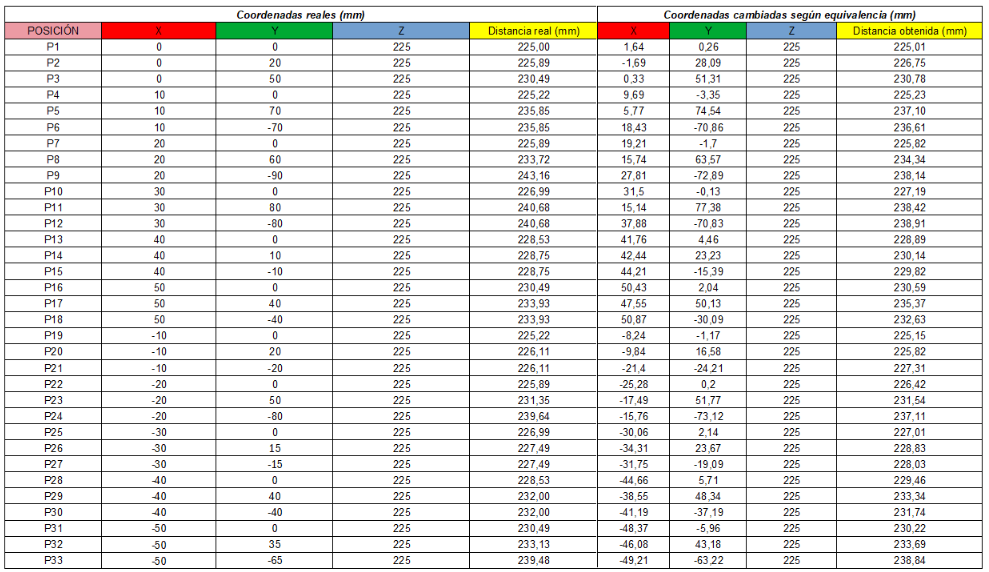 Coordenadas reales (mm) Coordenadas cambiadas según equivalencia (mm)
POSICIÓN X Y Z Distancia real (mm) X Y Z Distancia obtenida (mm)
P1 0 0 225 225,00 1,64 0,26 225 225,01
P2 0 20 225 225,89 -1,69 28,09 225 226,75
P3 0 50 225 230,49 0,33 51,31 225 230,78
P4 10 0 225 225,22 9,69 -3,35 225 225,23
P5 10 70 225 235,85 5,77 74,54 225 237,10
P6 10 -70 225 235,85 18,43 -70,86 225 236,61
P7 20 0 225 225,89 19,21 -1,7 225 225,82
P8 20 60 225 233,72 15,74 63,57 225 234,34
P9 20 -90 225 243,16 27,81 -72,89 225 238,14
P10 30 0 225 226,99 31,5 -0,13 225 227,19
P11 30 80 225 240,68 15,14 77,38 225 238,42
P12 30 -80 225 240,68 37,88 -70,83 225 238,91
P13 40 0 225 228,53 41,76 4,46 225 228,89
P14 40 10 225 228,75 42,44 23,23 225 230,14
P15 40 -10 225 228,75 44,21 -15,39 225 229,82
P16 50 0 225 230,49 50,43 2,04 225 230,59
P17 50 40 225 233,93 47,55 50,13 225 235,37
P18 50 -40 225 233,93 50,87 -30,09 225 232,63
P19 -10 0 225 225,22 -8,24 -1,17 225 225,15
P20 -10 20 225 226,11 -9,84 16,58 225 225,82
P21 -10 -20 225 226,11 -21,4 -24,21 225 227,31
P22 -20 0 225 225,89 -25,28 0,2 225 226,42
P23 -20 50 225 231,35 -17,49 51,77 225 231,54
P24 -20 -80 225 239,64 -15,76 -73,12 225 237,11
P25 -30 0 225 226,99 -30,06 2,14 225 227,01
P26 -30 15 225 227,49 -34,31 23,67 225 228,83
P27 -30 -15 225 227,49 -31,75 -19,09 225 228,03
P28 -40 0 225 228,53 -44,66 5,71 225 229,46
P29 -40 40 225 232,00 -38,55 48,34 225 233,34
P30 -40 -40 225 232,00 -41,19 -37,19 225 231,74
P31 -50 0 225 230,49 -48,37 -5,96 225 230,22
P32 -50 35 225 233,13 -46,08 43,18 225 233,69
P33 -50 -65 225 239,48 -49,21 -63,22 225 238,84